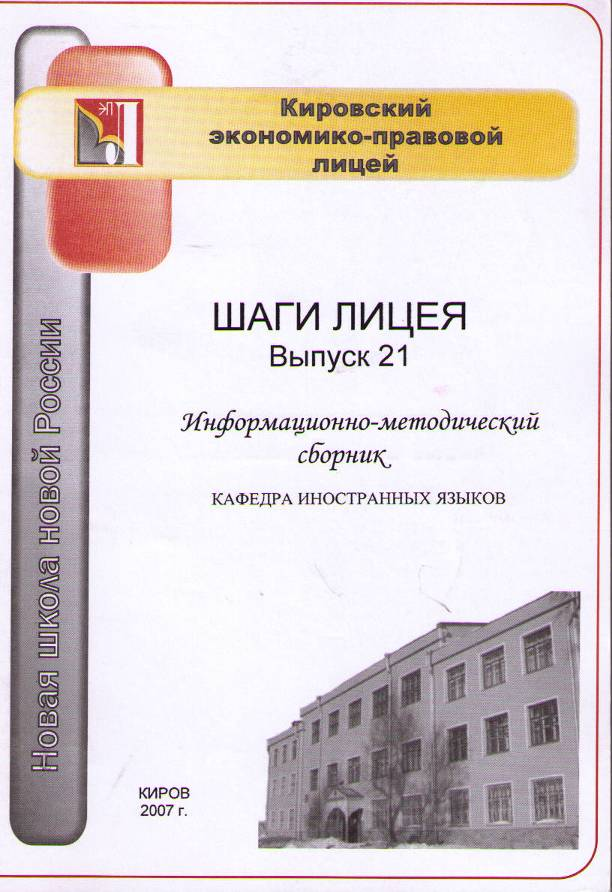 ЭП
Л
Кировский
экономико-правовой
лицей
Новая школа новой России
ШАГИ ЛИЦЕЯ
Выпуск 21
Информационно-методический
сборник
КАФЕДРА ИНОСТРАННЫХ ЯЗЫКОВ
КИРОВ
2007 г.